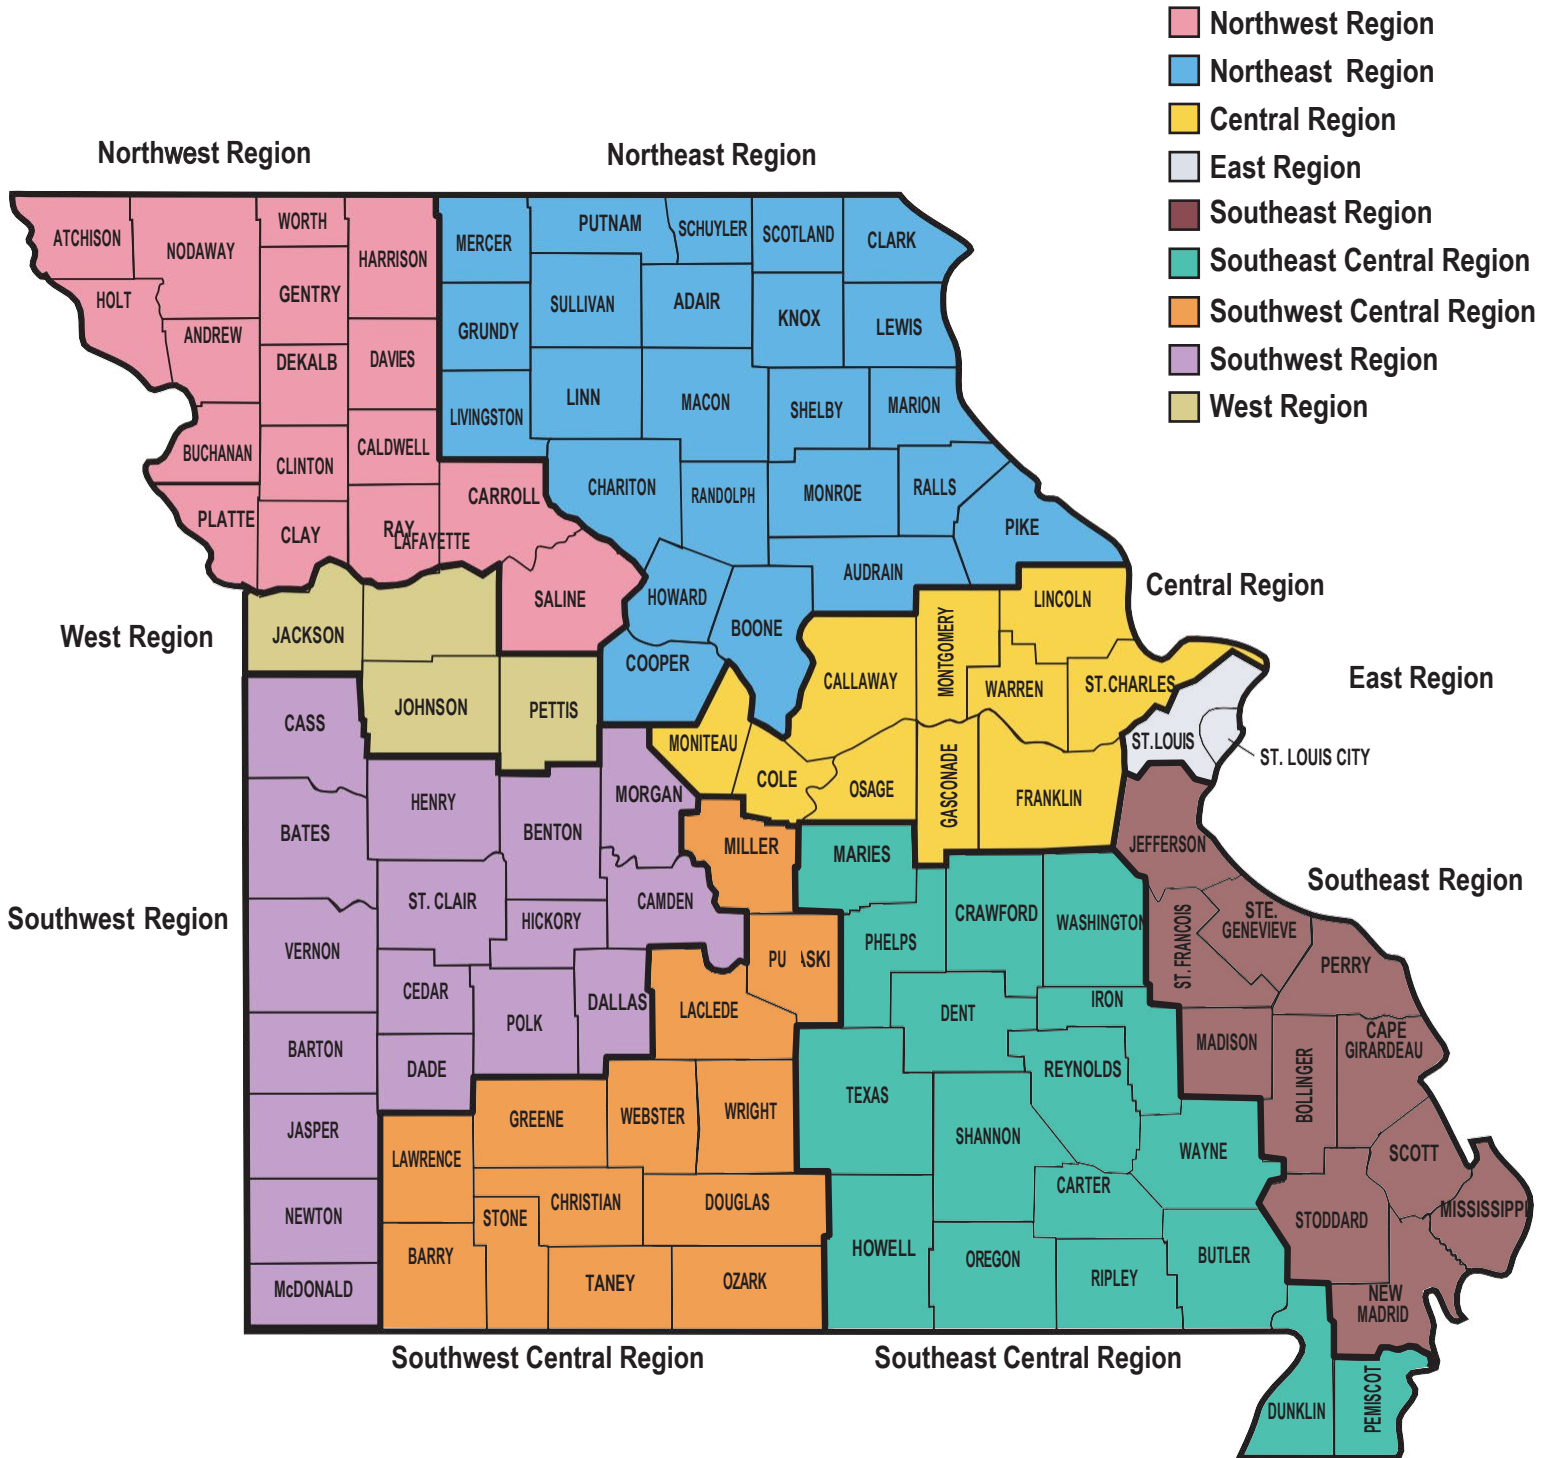 Northwest Region
Northeast Region
Central Region
East Region
Southeast Region
Southeast Central Region
Southwest Central Region
Southwest Region
West Region
Northwest Region
Northeast Region
ATCHISON
NODAWAY
WORTH
HARRISON
MERCER
PUTNAM
SCHUYLER
SCOTLAND
CLARK
HOLT
GENTRY
SULLIVAN
ADAIR
KNOX
LEWIS
ANDREW
DEKALB
DAVIES
GRUNDY
LINN
MACON
SHELBY
MARION
LIVINGSTON
BUCHANAN
CLINTON
CALDWELL
CARROLL
CHARITON
RANDOLPH
MONROE
RALLS
PIKE
PLATTE
CLAY
RAY
LAFAYETTE
SALINE
HOWARD
BOONE
AUDRAIN
LINCOLN
Central Region
West Region
JACKSON
COOPER
CALLAWAY
MONTGOMERY
WARREN
ST.CHARLES
East Region
CASS
JOHNSON
PETTIS
MONITEAU
COLE
OSAGE
GASCONADE
FRANKLIN
ST.LOUIS
ST. LOUIS CITY
HENRY
MORGAN
BATES
BENTON
MILLER
MARIES
JEFFERSON
Southeast Region
Southwest Region
ST. CLAIR
HICKORY
CAMDEN
PHELPS
CRAWFORD
WASHINGTON
ST. FRANCOIS
STE.
GENEVIEVE
PERRY
VERNON
CEDAR
POLK
DALLAS
LACLEDE
PU ASKI
DENT
IRON
MADISON
CAPE
GIRARDEAU
BARTON
DADE
TEXAS
REYNOLDS
BOLLINGER
JASPER
LAWRENCE
GREENE
WEBSTER
WRIGHT
SHANNON
WAYNE
SCOTT
NEWTON
STONE
CHRISTIAN
DOUGLAS
CARTER
STODDARD
MISSISSIPPI
McDONALD
BARRY
TANEY
OZARK
HOWELL
OREGON
RIPLEY
BUTLER
NEW
MADRID
Southwest Central Region
Southeast Central Region
DUNKLIN
PEMISCOT